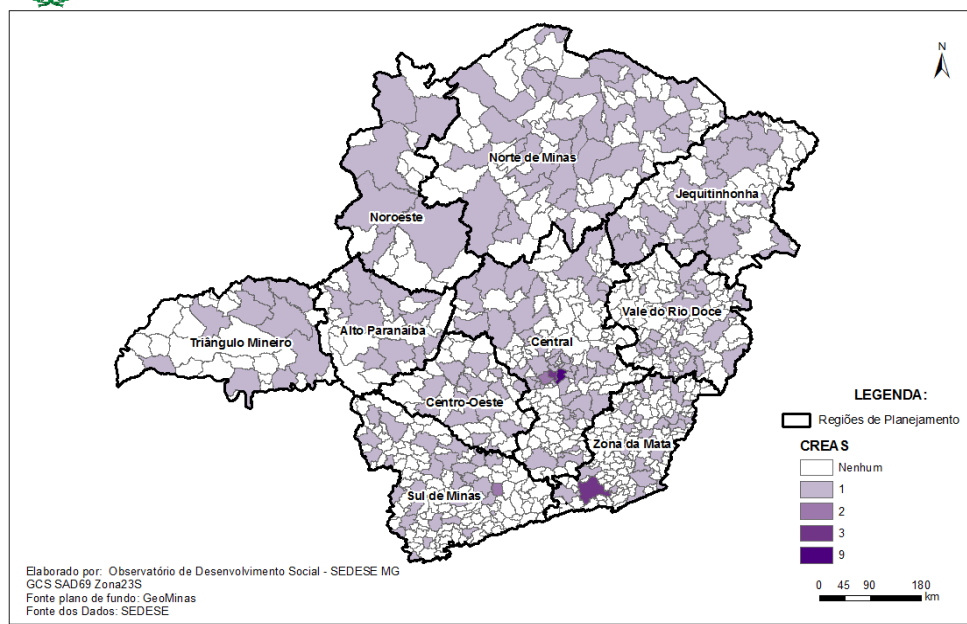 N
Norte de Minas
Jequitinhonha
Noroeste
Vale do Rio Doce
Alto Paranaíba
Triângulo Mineiro
Central
Centro-Oeste
Zona da Mata
Sul de Minas
LEGENDA:
Regiões de Planejamento
CREAS
Nenhum
1
2
3
9
0 45 90 180
km
Elaborado por: Observatório de Desenvolvimento Social - SEDESE MG
GCS SAD69 Zona23S
Fonte plano de fundo: GeoMinas
Fonte dos Dados: SEDESE